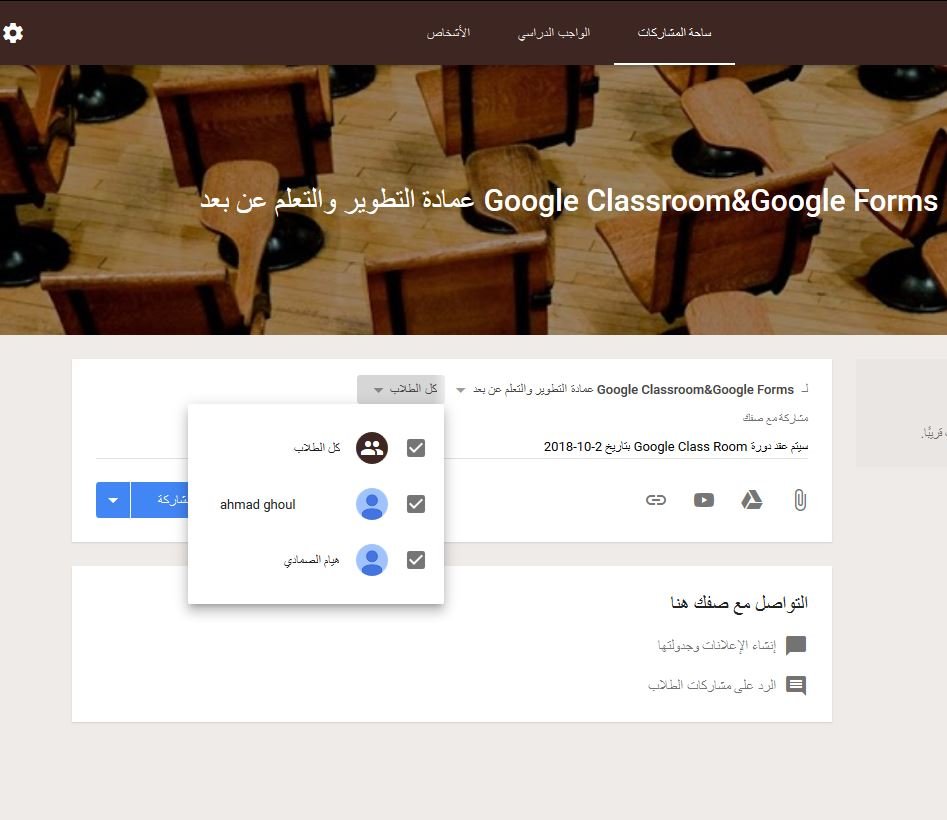 ساحة المشاركات
الواجب الدراسي
الأشخاص
Google Classroom&Google Forms عمادة التطوير والتعلم عن بعد
لـ Google Classroom&Google Forms عمادة التطوير والتعلم عن بعد
كل الطلاب
مشاركة مع صفك
سيتم عقد دورة Google Class Room بتاريخ 2-10-2018
كل الطلاب
ahmad ghoul
هيام الصمادي
قريبًا.
التواصل مع صفك هنا
إنشاء الإعلانات وجدولتها
الرد على مشاركات الطلاب